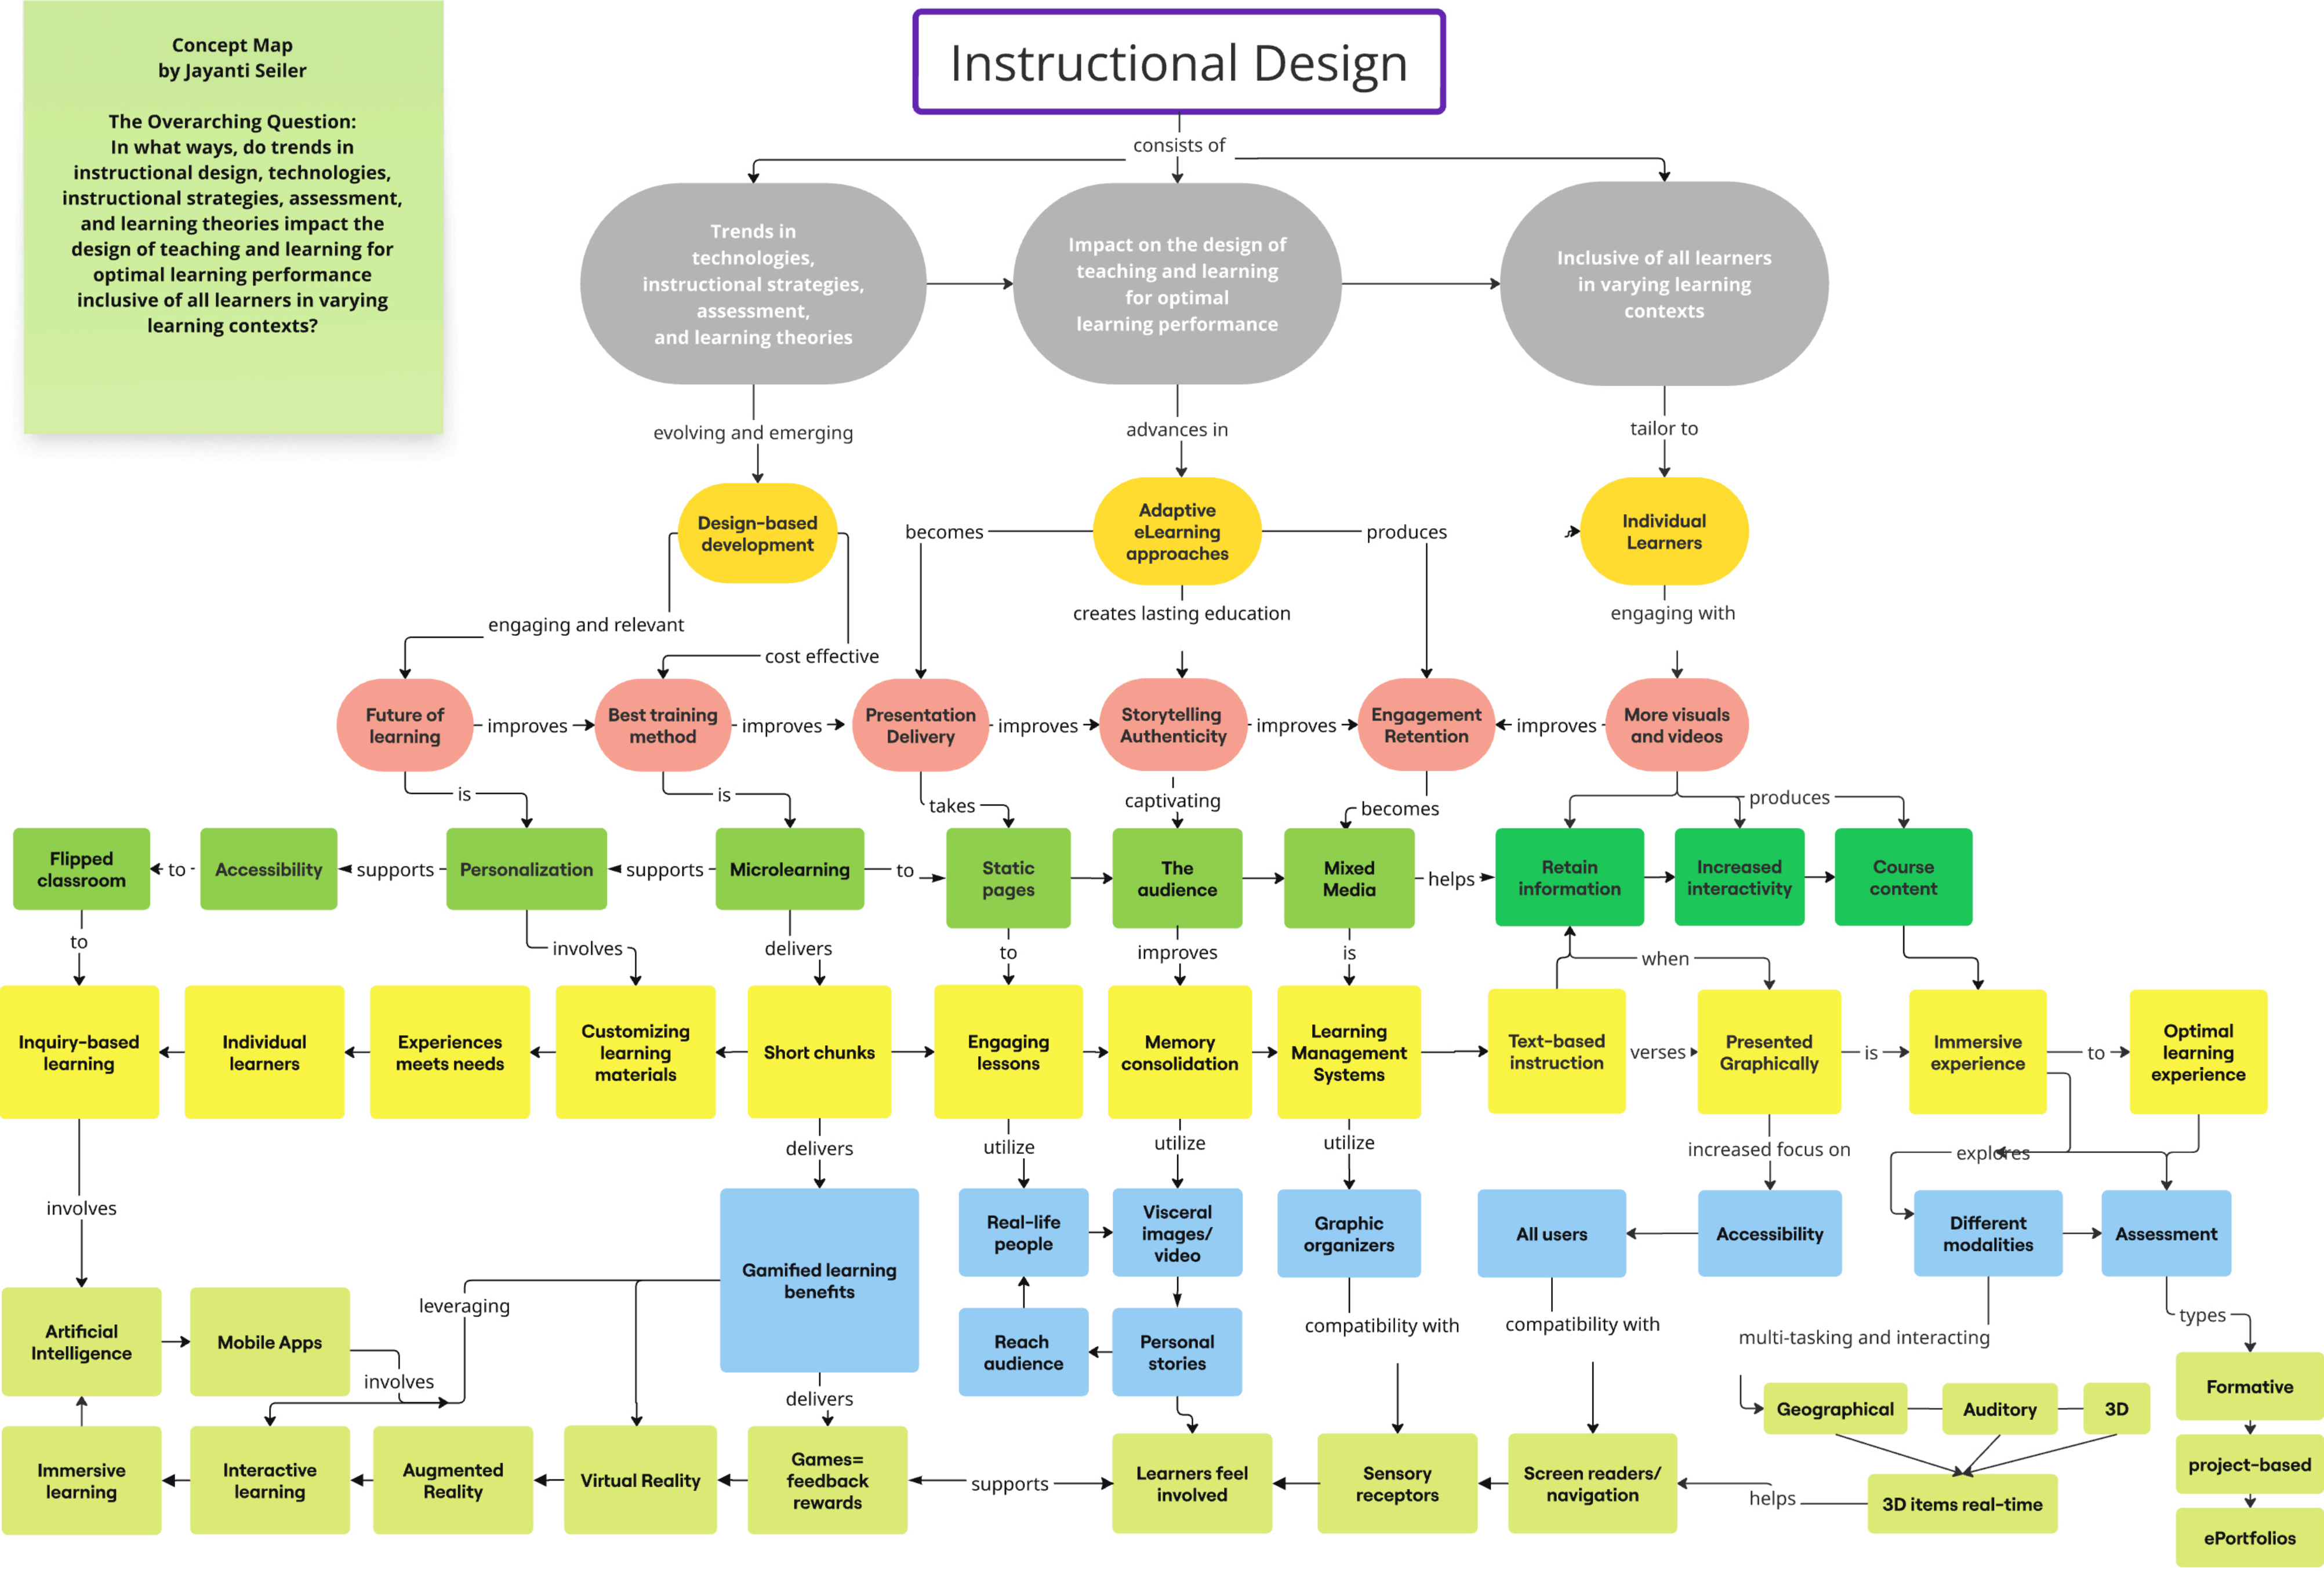 Concept Map
by Jayanti Seiler
The Overarching Question:
In what ways, do trends in
instructional design, technologies,
instructional strategies, assessment,
and learning theories impact the
design of teaching and learning for
optimal learning performance
inclusive of all learners in varying
learning contexts?
Instructional Design
consists of
Trends in
technologies,
instructional strategies,
assessment,
and learning theories
Impact on the design of
teaching and learning
for optimal
learning performance
Inclusive of all learners
in varying learning
contexts
evolving and emerging
advances in
tailor to
Design-based
development
becomes
Adaptive
eLearning
approaches
produces
Individual
Learners
engaging and relevant
cost effective
creates lasting education
engaging with
Future of
learning
improves
Best training
method
improves
Presentation
Delivery
improves
Storytelling
Authenticity
improves
Engagement
Retention
improves
More visuals
and videos
is
is
takes
captivating
becomes
produces
Flipped
classroom
to
Accessibility
supports
Personalization
supports
Microlearning
to
Static
pages
The
audience
Mixed
Media
helps
Retain
information
Increased
interactivity
Course
content
to
involves
delivers
to
improves
is
when
Inquiry-based
learning
Individual
learners
Experiences
meets needs
Customizing
learning
materials
Short chunks
Engaging
lessons
Memory
consolidation
Learning
Management
Systems
Text-based
instruction
verses
Presented
Graphically
is
Immersive
experience
to
Optimal
learning
experience
involves
delivers
utilize
utilize
utilize
increased focus on
explores
Gamified learning
benefits
Real-life
people
Visceral
images/
video
Graphic
organizers
All users
Accessibility
Different
modalities
Assessment
leveraging
Reach
audience
Personal
stories
compatibility with
compatibility with
multi-tasking and interacting
types
Artificial
Intelligence
Mobile Apps
involves
delivers
Geographical
Auditory
3D
Formative
Immersive
learning
Interactive
learning
Augmented
Reality
Virtual Reality
Games=
feedback
rewards
supports
Learners feel
involved
Sensory
receptors
Screen readers/
navigation
helps
3D items real-time
project-based
ePortfolios